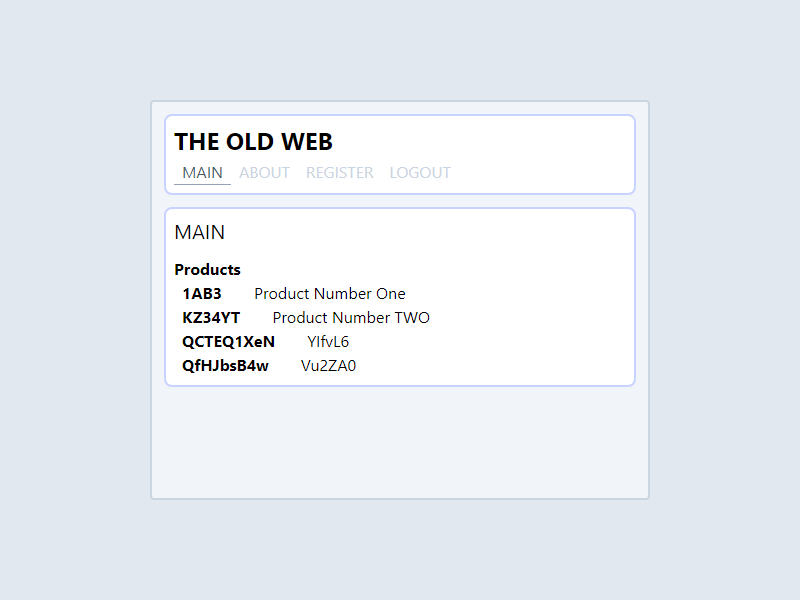 THE OLD WEB
MAIN ABOUT REGISTER LOGOUT
MAIN
Products
1AB3 Product Number One
KZ34YT Product Number TWO
QCTEQ1XeN YIfvL6
QfHJbsB4w Vu2ZA0